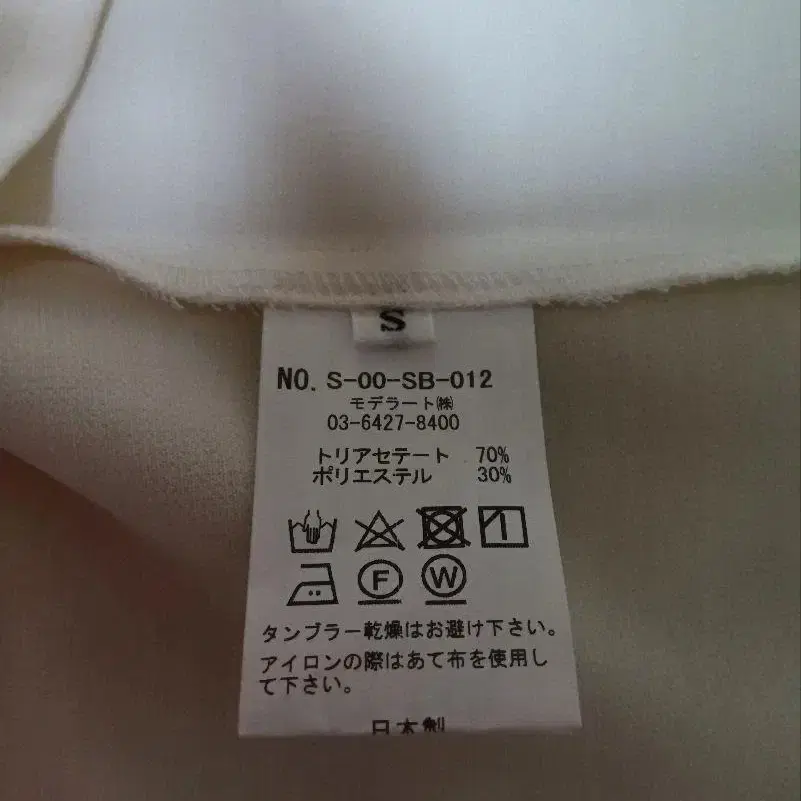 S
NO. S-00-SB-012
モデラート㈱
03-6427-8400
トリアセテート 70%
ポリエステル 30%
F W
タンブラー乾燥はお避け下さい。
アイロンの際はあて布を使用し
て下さい。
日本製